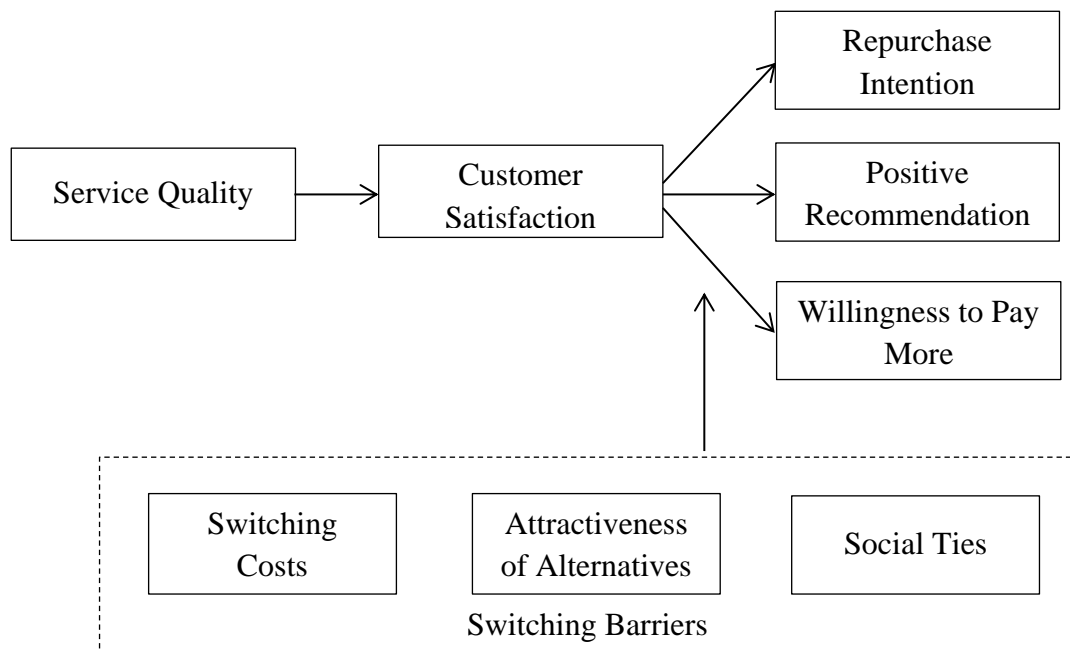 Repurchase
Intention
Service Quality
Customer
Satisfaction
Positive
Recommendation
Willingness to Pay
More
Switching
Costs
Attractiveness
of Alternatives
Social Ties
Switching Barriers